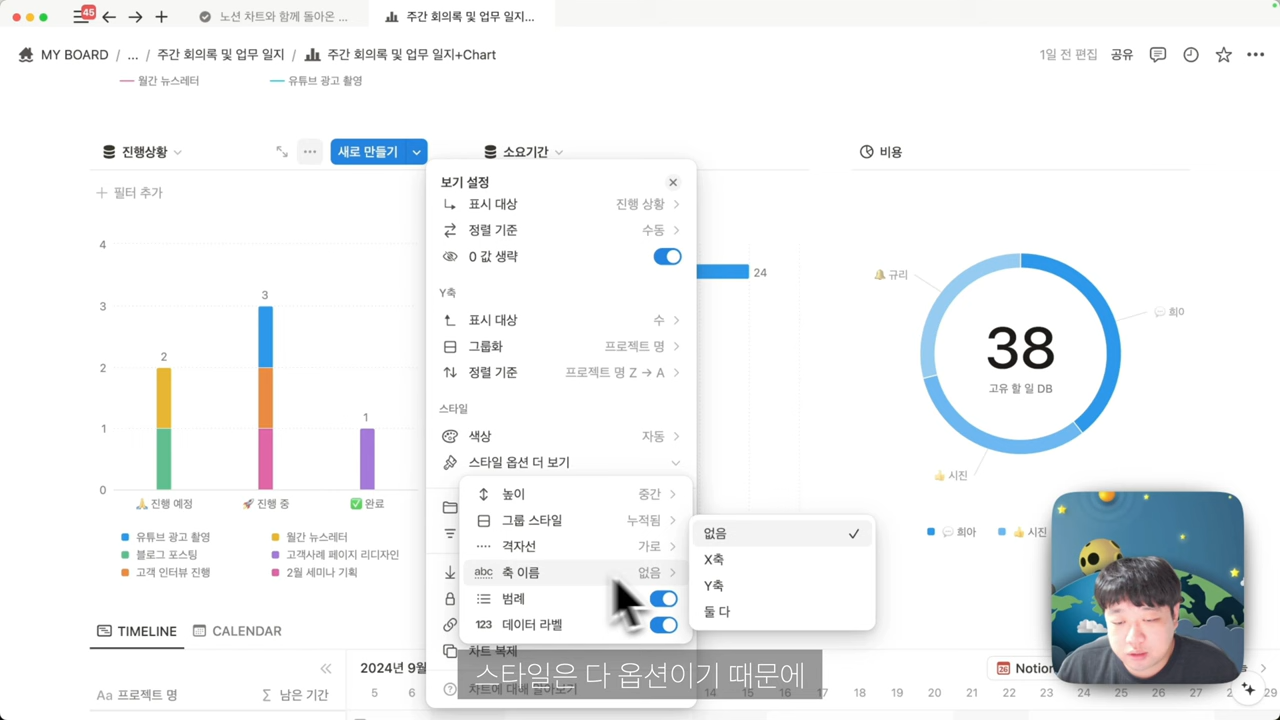 45
노션 차트와 함께 돌아온 ...
주간 회의록 및 업무 일지...
MY BOARD / ... / 주간 회의록 및 업무 일지 / 주간 회의록 및 업무 일지+Chart
1일 전 편집 공유
월간 뉴스레터 유튜브 광고 촬영
진행상황
새로 만들기
소요기간
비용
필터 추가
보기 설정
표시 대상 진행 상황
정렬 기준 수동
0 값 생략
Y축
표시 대상 수
그룹화 프로젝트 명
정렬 기준 프로젝트 명 Z → A
스타일
색상 자동
스타일 옵션 더 보기
높이 중간
그룹 스타일 누적됨
격자선 가로
축 이름 없음
범례
123 데이터 라벨
없음
X축
Y축
둘 다
차트 복제
차트에 대해 알아보기
4
3
2
1
0
2
3
1
진행 예정 진행 중 완료
유튜브 광고 촬영 월간 뉴스레터
블로그 포스팅 고객사례 페이지 리디자인
고객 인터뷰 진행 2월 세미나 기획
24
규리
희아
38
고유 할 일 DB
시진
희아 시진
TIMELINE CALENDAR
2024년 9월
Notion
Aa 프로젝트 명 Σ 남은 기간
5 6 14 15 16 17 18 19 20 21 22 23 24 25 26 27 28 29
스타일은 다 옵션이기 때문에